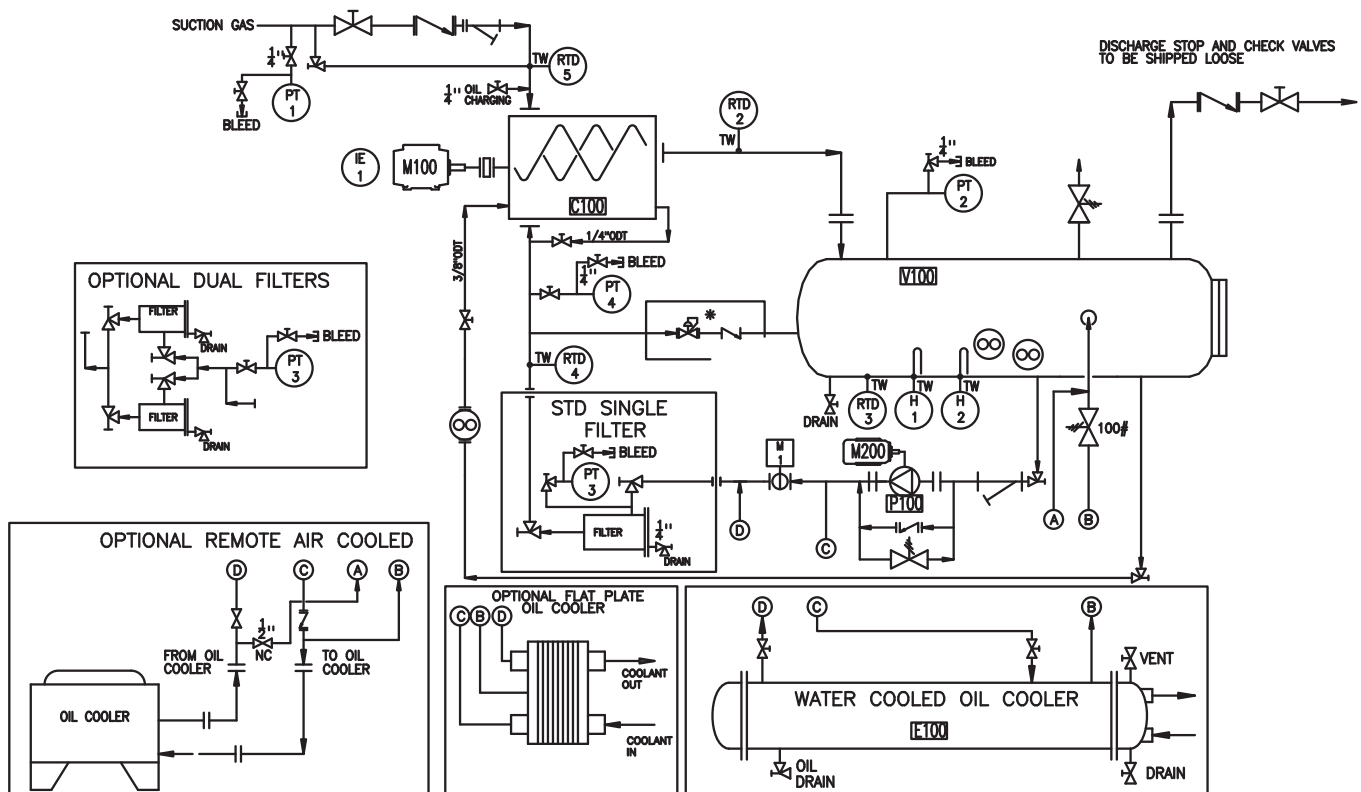 SUCTION GAS
1/4"
PT
1
BLEED
TW
RTD
5
1/4" OIL
CHARGING
DISCHARGE STOP AND CHECK VALVES
TO BE SHIPPED LOOSE
RTD
2
TW
IE
1
M100
C100
1/4"
BLEED
PT
2
3/8"ODT
1/4"ODT
1/4"
BLEED
PT
4
*
V100
OPTIONAL DUAL FILTERS
FILTER
DRAIN
BLEED
PT
3
FILTER
DRAIN
TW
RTD
4
TW
TW
TW
DRAIN
RTD
3
H
1
H
2
100#
STD SINGLE
FILTER
BLEED
PT
3
FILTER
1/4"
DRAIN
M
1
M200
P100
D
C
A
B
OPTIONAL REMOTE AIR COOLED
D
C
A
B
1/2"
NC
FROM OIL
COOLER
TO OIL
COOLER
OIL COOLER
OPTIONAL FLAT PLATE
OIL COOLER
C
B
D
COOLANT
OUT
COOLANT
IN
D
C
B
VENT
WATER COOLED OIL COOLER
E100
OIL
DRAIN
DRAIN